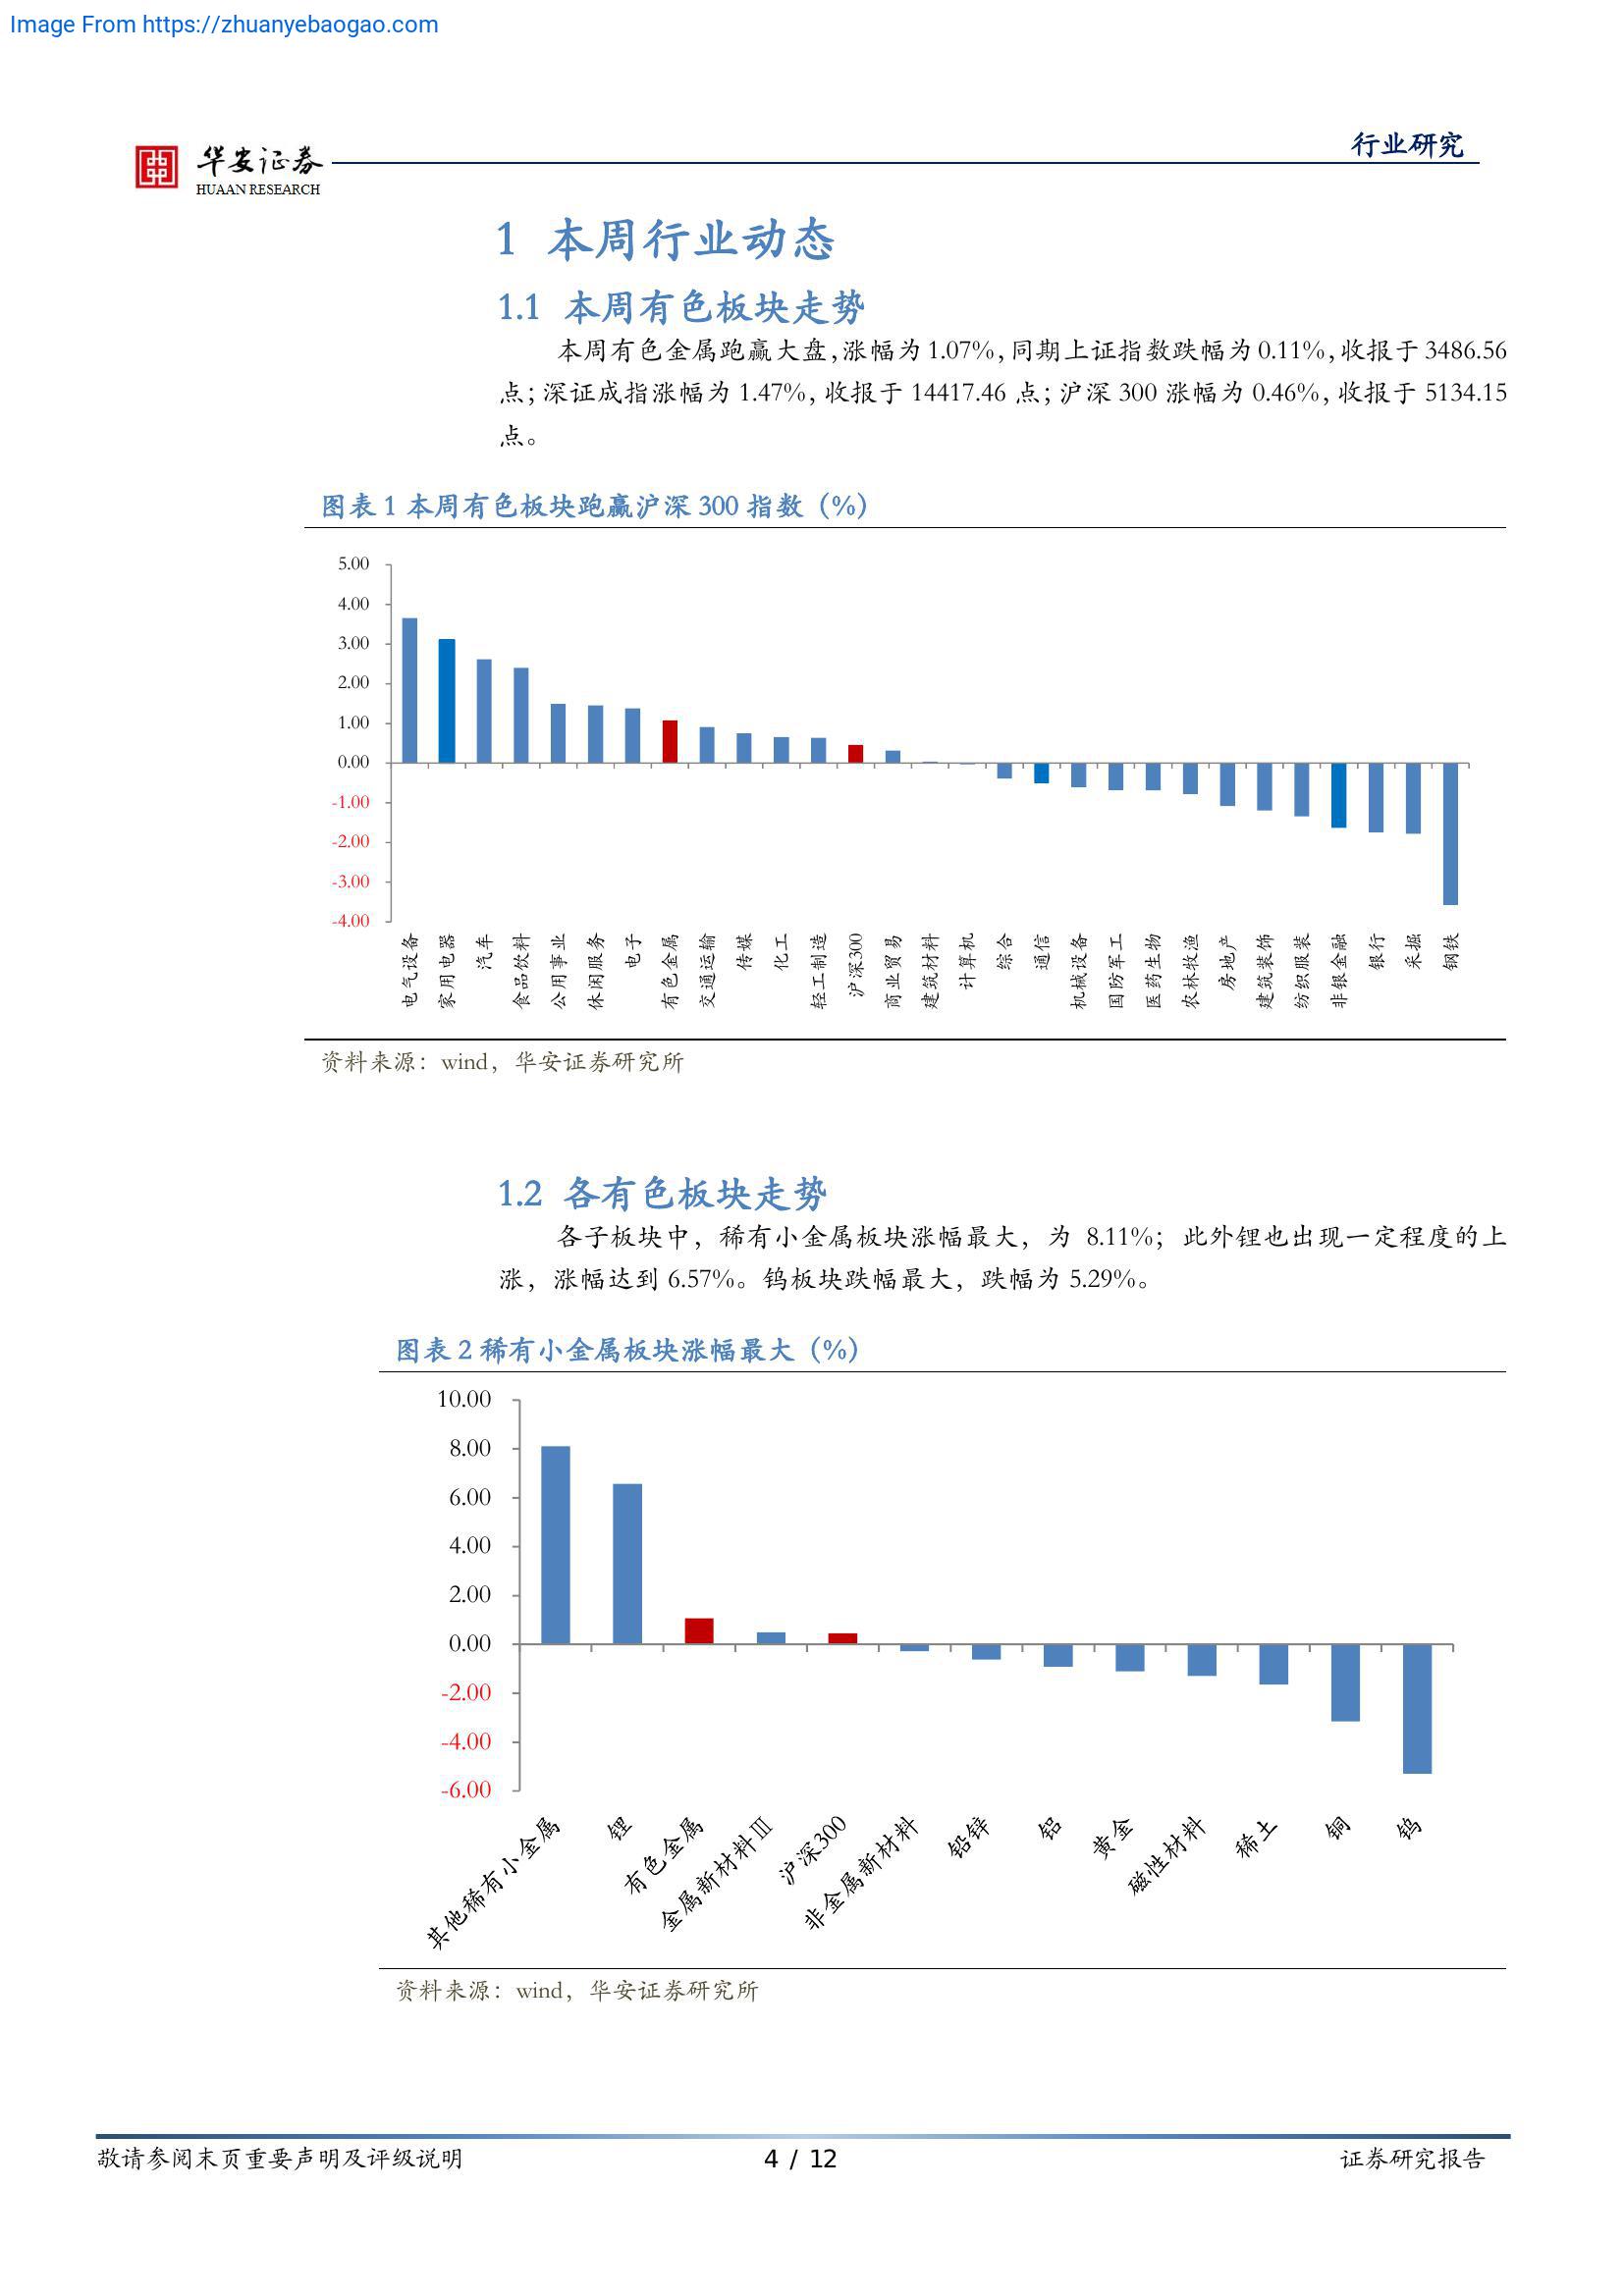 Image From https://zhuanyebaogao.com
华安证券
HUAAN RESEARCH
行业研究
1 本周行业动态
1.1 本周有色板块走势
本周有色金属跑赢大盘,涨幅为1.07%,同期上证指数跌幅为0.11%,收报于3486.56
点;深证成指涨幅为1.47%,收报于14417.46点;沪深300涨幅为0.46%,收报于5134.15
点。
图表1 本周有色板块跑赢沪深300指数(%)
5.00
4.00
3.00
2.00
1.00
0.00
-1.00
-2.00
-3.00
-4.00
电气设备
家用电器
汽车
食品饮料
公用事业
休闲服务
电子
有色金属
交通运输
传媒
化工
轻工制造
沪深300
商业贸易
建筑材料
计算机
综合
通信
机械设备
国防军工
医药生物
农林牧渔
房地产
建筑装饰
纺织服装
非银金融
银行
采掘
钢铁
资料来源:wind,华安证券研究所
1.2 各有色板块走势
各子板块中,稀有小金属板块涨幅最大,为 8.11%;此外锂也出现一定程度的上
涨,涨幅达到6.57%。钨板块跌幅最大,跌幅为5.29%。
图表2 稀有小金属板块涨幅最大(%)
10.00
8.00
6.00
4.00
2.00
0.00
-2.00
-4.00
-6.00
其他稀有小金属
锂
有色金属
金属新材料Ⅲ
沪深300
非金属新材料
铅锌
铝
黄金
磁性材料
稀土
铜
钨
资料来源:wind,华安证券研究所
敬请参阅末页重要声明及评级说明
4 / 12
证券研究报告